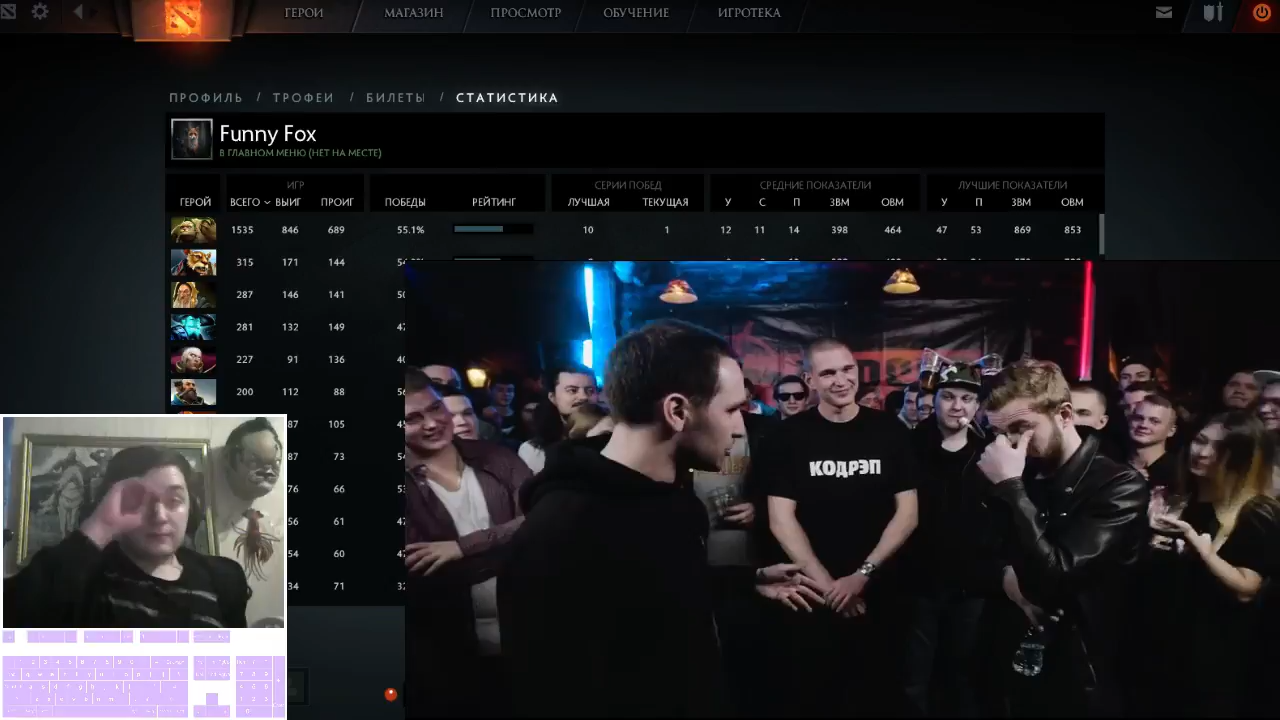 ГЕРОИ МАГАЗИН ПРОСМОТР ОБУЧЕНИЕ ИГРОТЕКА
ПРОФИЛЬ / ТРОФЕИ / БИЛЕТЫ / СТАТИСТИКА
Funny Fox
В ГЛАВНОМ МЕНЮ (НЕТ НА МЕСТЕ)
ИГР СЕРИИ ПОБЕД СРЕДНИЕ ПОКАЗАТЕЛИ ЛУЧШИЕ ПОКАЗАТЕЛИ
ГЕРОЙ ВСЕГО ВЫИГ ПРОИГ ПОБЕДЫ РЕЙТИНГ ЛУЧШАЯ ТЕКУЩАЯ У С П ЗВМ ОВМ У П ЗВМ ОВМ
1535 846 689 55.1% 10 1 12 11 14 398 464 47 53 869 853
315 171 144
287 146 141
281 132 149
227 91 136
200 112 88
87 105
87 73
76 66
56 61
54 60
34 71
КОДРЭП